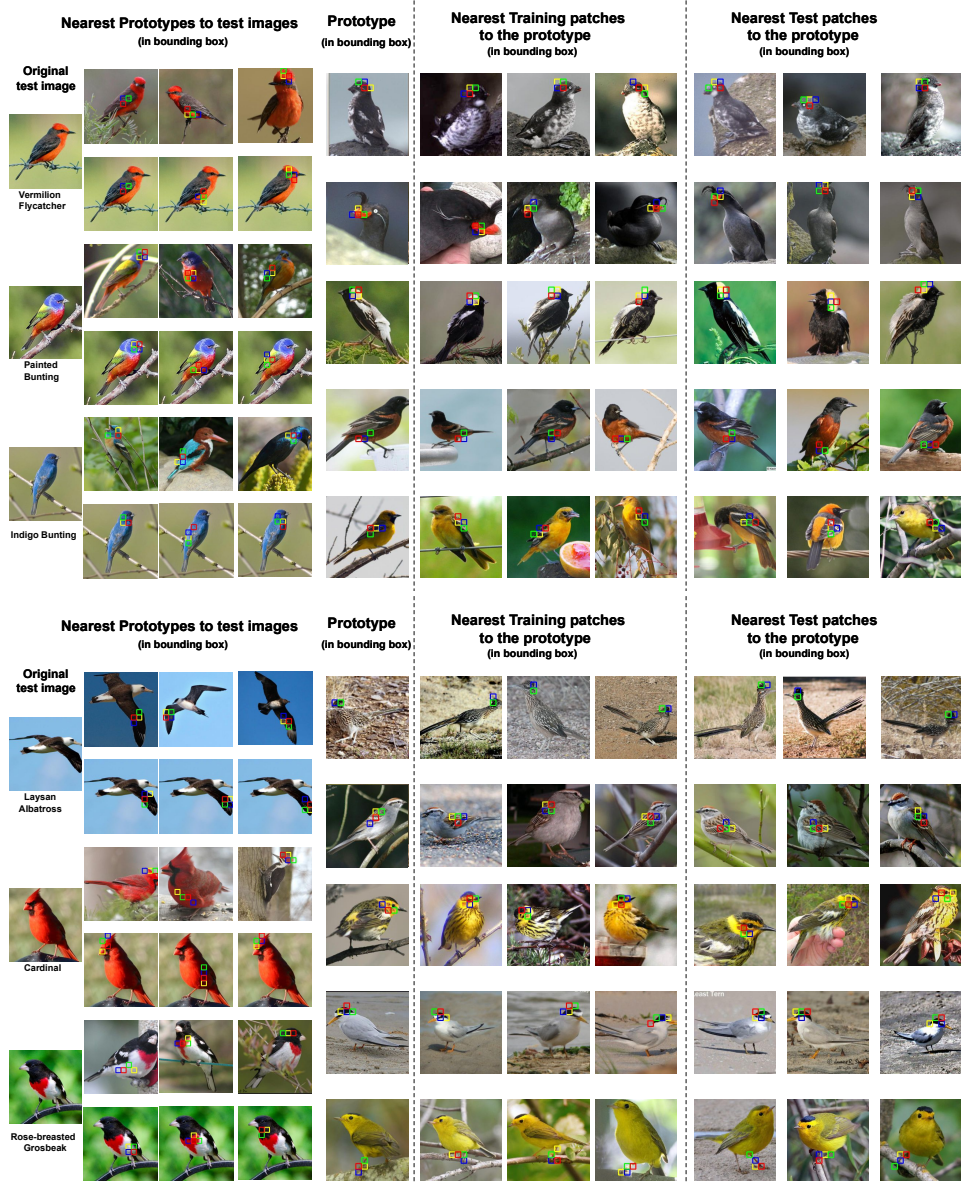 Nearest Prototypes to test images
(in bounding box)
Prototype
(in bounding box)
Nearest Training patches
to the prototype
(in bounding box)
Nearest Test patches
to the prototype
(in bounding box)
Original
test image
Vermilion
Flycatcher
Painted
Bunting
Indigo Bunting
Nearest Prototypes to test images
(in bounding box)
Prototype
(in bounding box)
Nearest Training patches
to the prototype
(in bounding box)
Nearest Test patches
to the prototype
(in bounding box)
Original
test image
Laysan
Albatross
Cardinal
Tern
Rose-breasted
Grosbeak